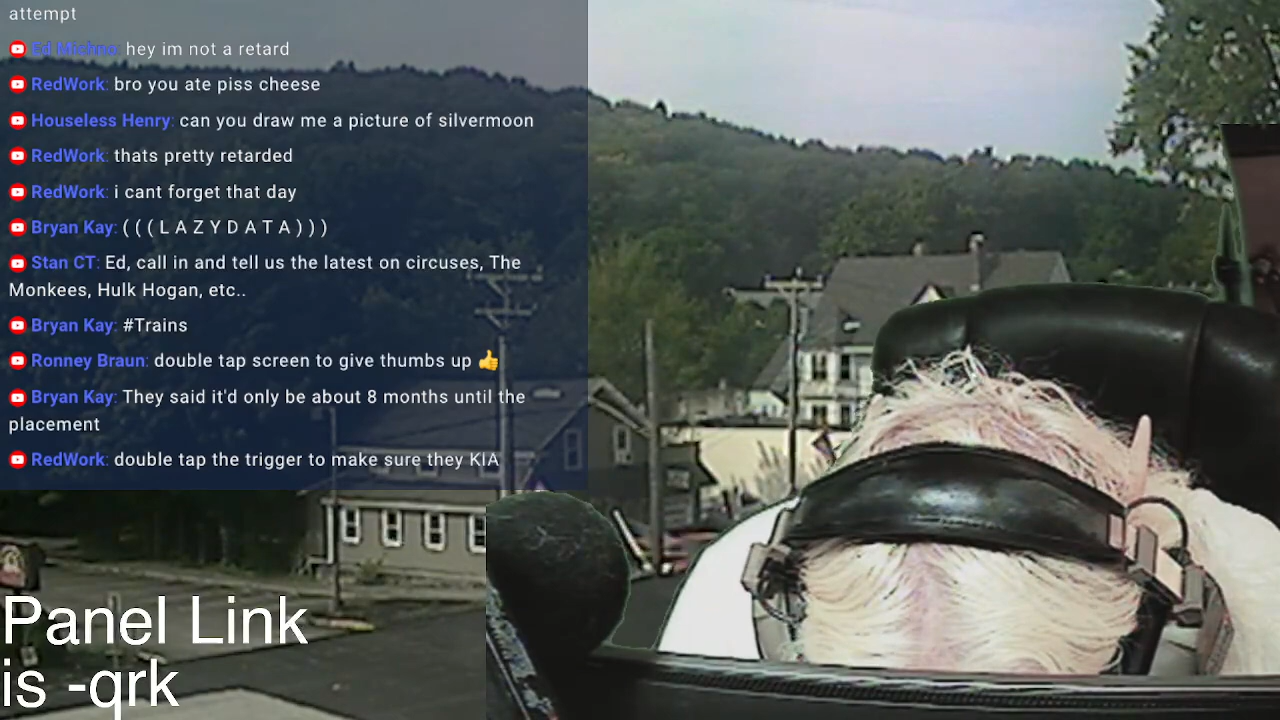 attempt
Ed Michne: hey im not a retard
RedWork: bro you ate piss cheese
Houseless Henry: can you draw me a picture of silvermoon
RedWork: thats pretty retarded
RedWork: i cant forget that day
Bryan Kay: ( ( ( L A Z Y D A T A ) ) )
Stan CT: Ed, call in and tell us the latest on circuses, The
Monkees, Hulk Hogan, etc..
Bryan Kay: #Trains
Ronney Braun: double tap screen to give thumbs up 👍
Bryan Kay: They said it'd only be about 8 months until the
placement
RedWork: double tap the trigger to make sure they KIA
Panel Link
is -qrk